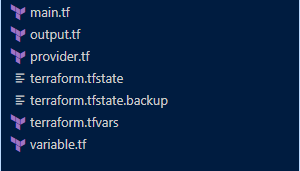 main.tf
output.tf
provider.tf
terraform.tfstate
terraform.tfstate.backup
terraform.tfvars
variable.tf